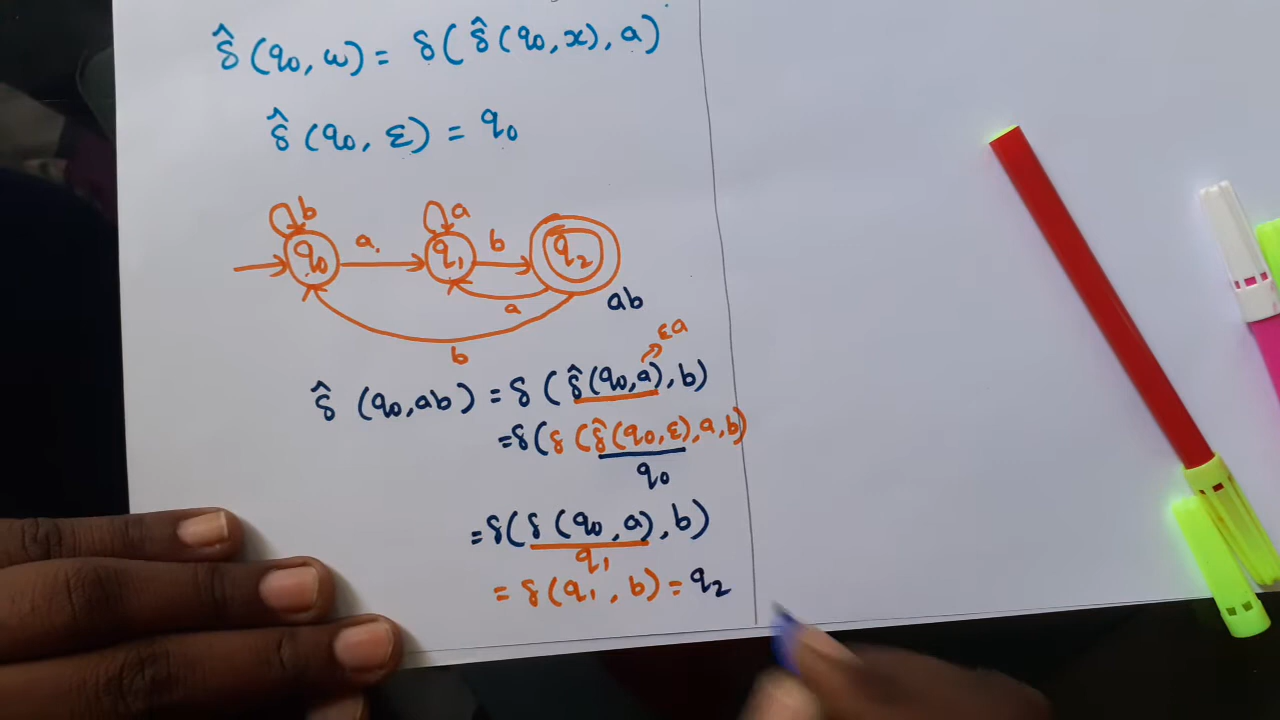 δ̂(q0, w) = δ(δ̂(q0, x), a)
δ̂(q0, ε) = q0
b
a
a
b
q0
q1
q2
a
b
ab
εa
δ̂ (q0, ab) = δ(δ̂(q0, a), b)
= δ(δ(δ̂(q0, ε), a, b)
q0
= δ(δ(q0, a), b)
q1
= δ(q1, b) = q2